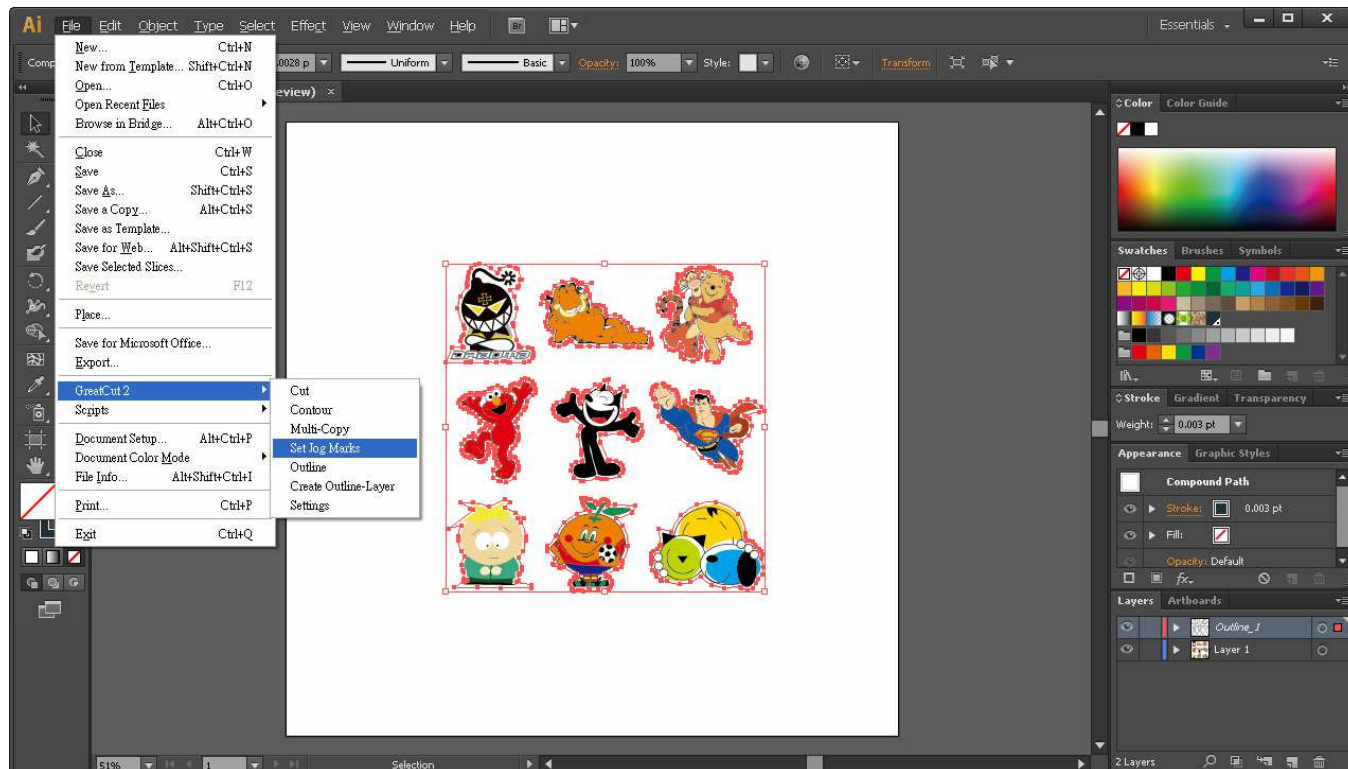 Ai File Edit Object Type Select Effect View Window Help Br Essentials
Comp .0028 p Uniform Basic Opacity: 100% Style: Transform
eview) ×
New... Ctrl+N
New from Template... Shift+Ctrl+N
Open... Ctrl+O
Open Recent Files
Browse in Bridge... Alt+Ctrl+O
Close Ctrl+W
Save Ctrl+S
Save As... Shift+Ctrl+S
Save a Copy... Alt+Ctrl+S
Save as Template...
Save for Web... Alt+Shift+Ctrl+S
Save Selected Slices...
Revert F12
Place...
Save for Microsoft Office...
Export...
GreatCut 2
Scripts
Document Setup... Alt+Ctrl+P
Document Color Mode
File Info... Alt+Shift+Ctrl+I
Print... Ctrl+P
Exit Ctrl+Q
Cut
Contour
Multi-Copy
Set Jog Marks
Outline
Create Outline-Layer
Settings
Color Color Guide
Swatches Brushes Symbols
Stroke Gradient Transparency
Weight: 0.003 pt
Appearance Graphic Styles
Compound Path
Stroke: 0.003 pt
Fill:
Opacity: Default
fx
Layers Artboards
Outline_1
Layer 1
2 Layers
51% 1 Selection